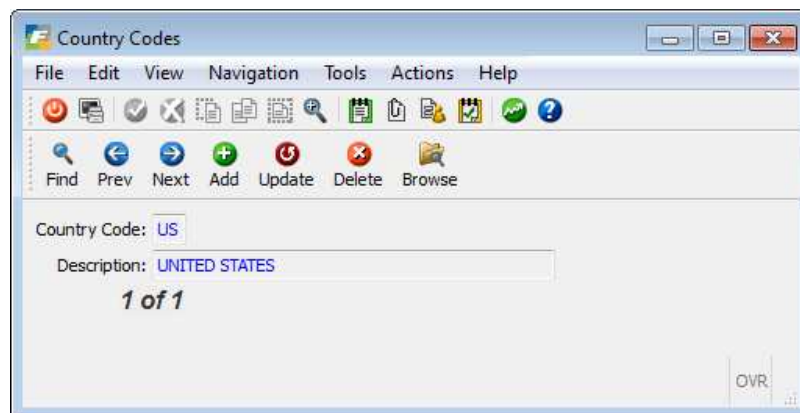 Country Codes
File Edit View Navigation Tools Actions Help
Find Prev Next Add Update Delete Browse
Country Code: US
Description: UNITED STATES
1 of 1
OVR